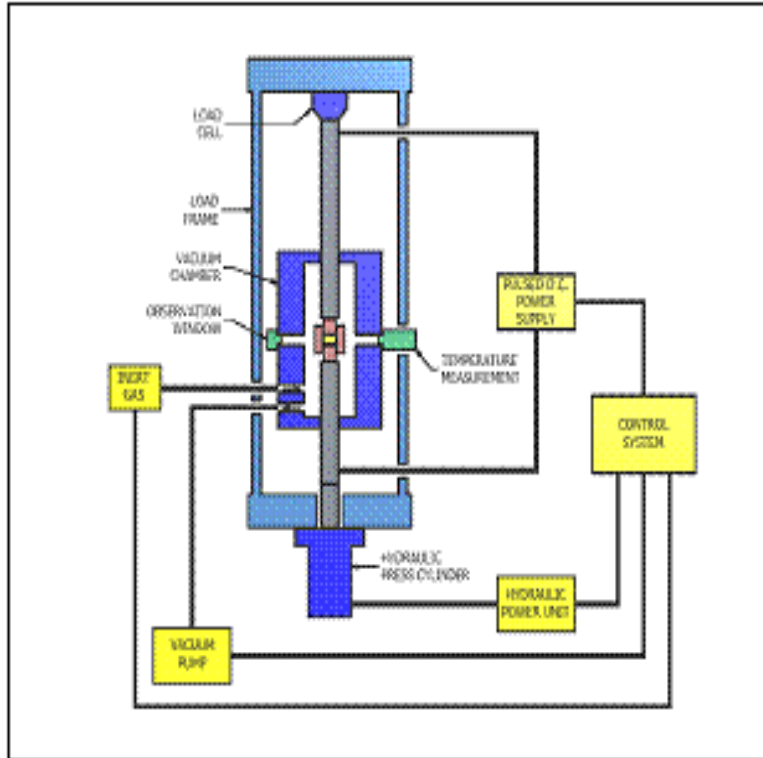 LOAD
CELL
LOAD
FRAME
VACUUM
CHAMBER
OBSERVATION
WINDOW
PULSED D.C.
POWER
SUPPLY
TEMPERATURE
MEASUREMENT
INERT
GAS
CONTROL
SYSTEM
HYDRAULIC
PRESS CYLINDER
HYDRAULIC
POWER UNIT
VACUUM
PUMP